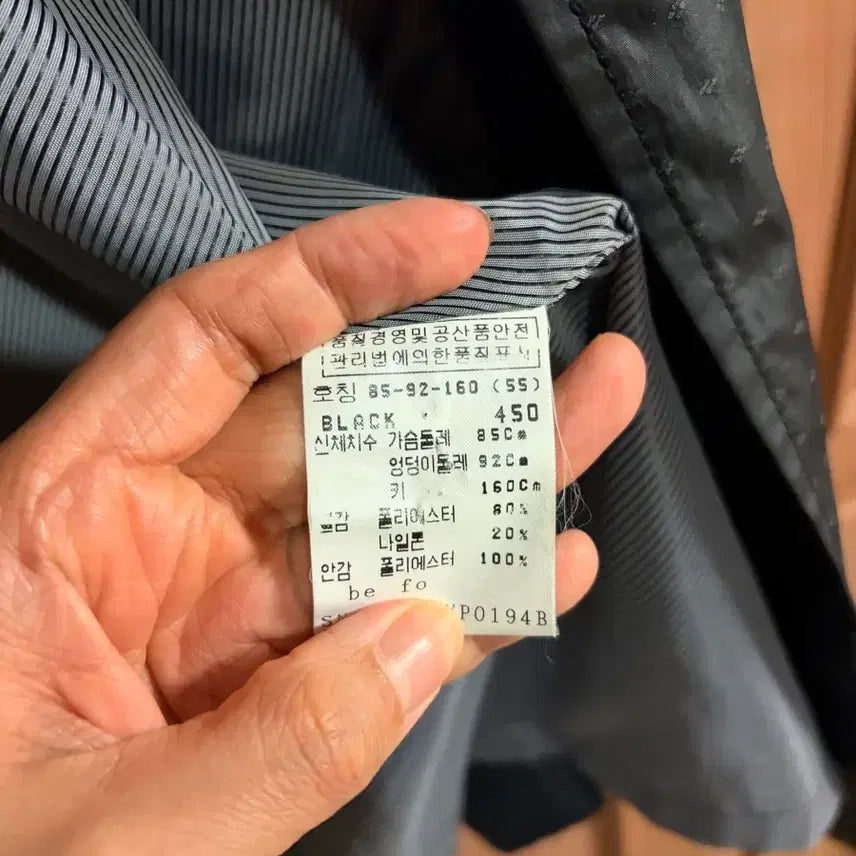 품질경영및공산품안전
관리법에의한품질표시
호칭 85-92-160 (55)
BLACK 450
신체치수 가슴둘레 85Cm
엉덩이둘레 92Cm
키 160Cm
겉감 폴리에스터 80%
나일론 20%
안감 폴리에스터 100%
be fo
P0194B